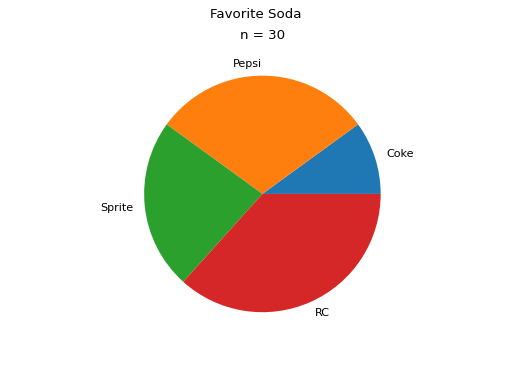 Favorite Soda
n = 30
Pepsi
Coke
Sprite
RC